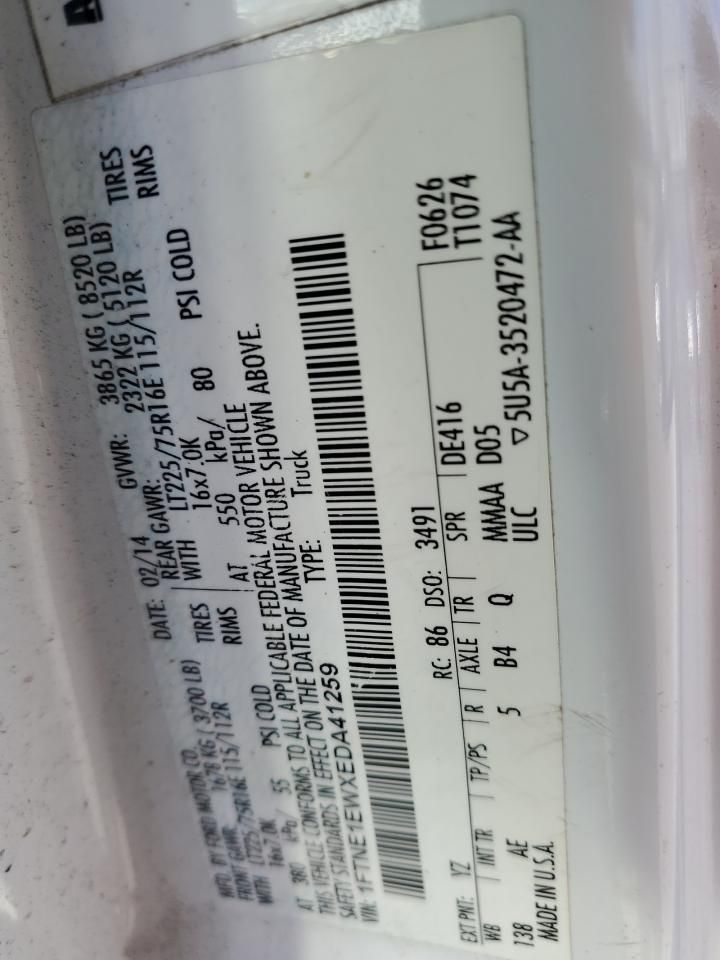 MFD. BY FORD MOTOR CO.
DATE: 02/14 GVWR: 3865 KG ( 8520 LB)
FRONT GAWR: 1678 KG ( 3700 LB) REAR GAWR: 2322 KG ( 5120 LB)
WITH LT225/75R16E 115/112R TIRES WITH LT225/75R16E 115/112R TIRES
16x7.0K RIMS 16x7.0K RIMS
AT 380 kPa/ 55 PSI COLD AT 550 kPa/ 80 PSI COLD
THIS VEHICLE CONFORMS TO ALL APPLICABLE FEDERAL MOTOR VEHICLE
SAFETY STANDARDS IN EFFECT ON THE DATE OF MANUFACTURE SHOWN ABOVE.
VIN: 1FTNE1EWXEDA41259 TYPE: Truck
F0626
T1074
EXT PNT: YZ RC: 86 DSO: 3491
WB INT TR TP/PS R AXLE TR SPR DE416
138 AE 5 B4 Q MMAA D05
MADE IN U.S.A. ULC ▽5U5A-3520472-AA